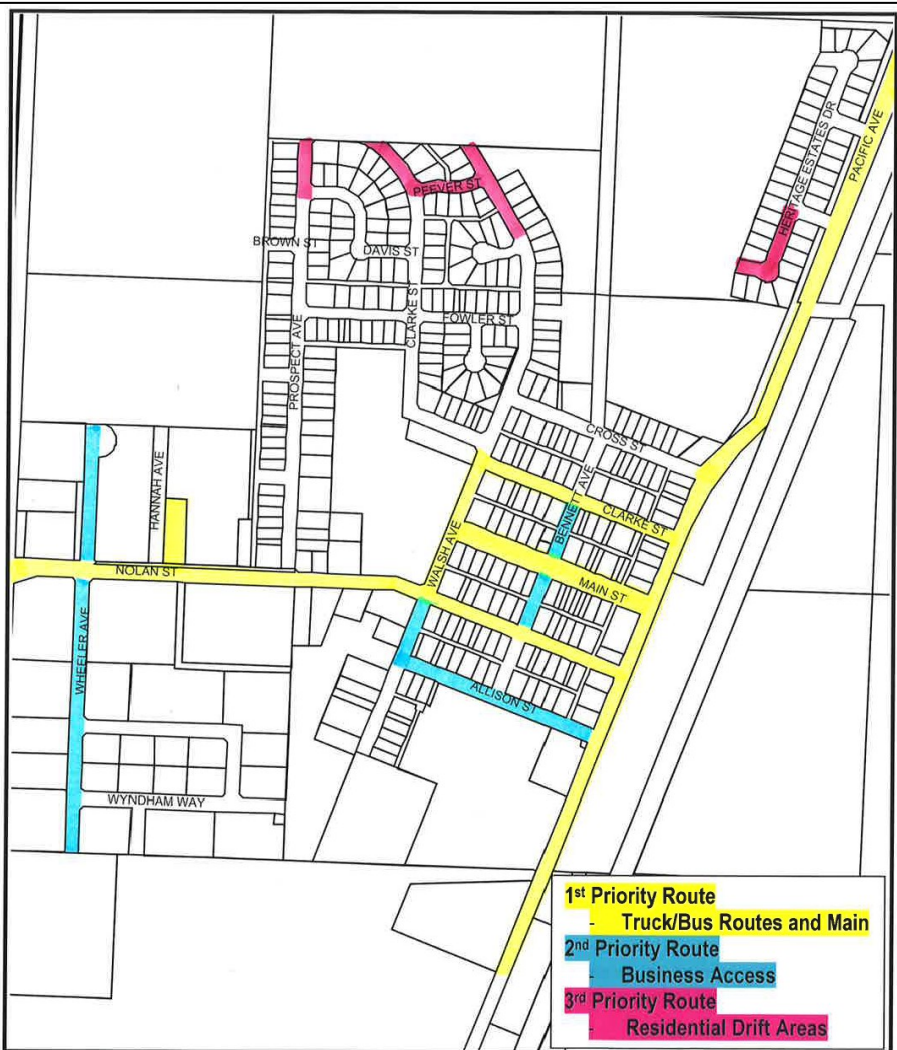 HERITAGE ESTATES DR
PACIFIC AVE
PEEVER ST
BROWN ST
DAVIS ST
CLARKE ST
FOWLER ST
PROSPECT AVE
CROSS ST
HANNAH AVE
BENNETT AVE
CLARKE ST
WALSH AVE
NOLAN ST
MAIN ST
WHEELER AVE
ALLISON ST
WYNDHAM WAY
1st Priority Route
- Truck/Bus Routes and Main
2nd Priority Route
- Business Access
3rd Priority Route
- Residential Drift Areas